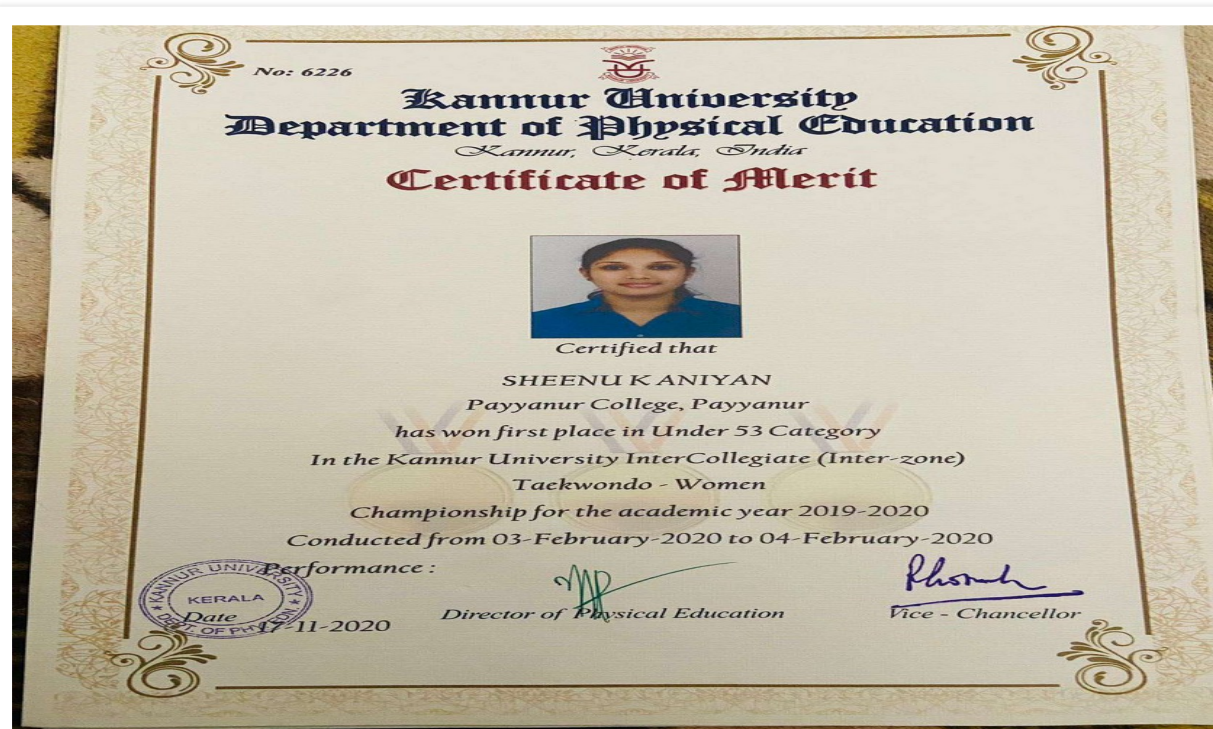 No: 6226
Kannur University
Department of Physical Education
Kannur, Kerala, India
Certificate of Merit
Certified that
SHEENU K ANIYAN
Payyanur College, Payyanur
has won first place in Under 53 Category
In the Kannur University InterCollegiate (Inter-zone)
Taekwondo - Women
Championship for the academic year 2019-2020
Conducted from 03-February-2020 to 04-February-2020
Performance :
KANNUR UNIVERSITY
KERALA
DEPT. OF PH
Date
17-11-2020
Director of Physical Education
Vice - Chancellor